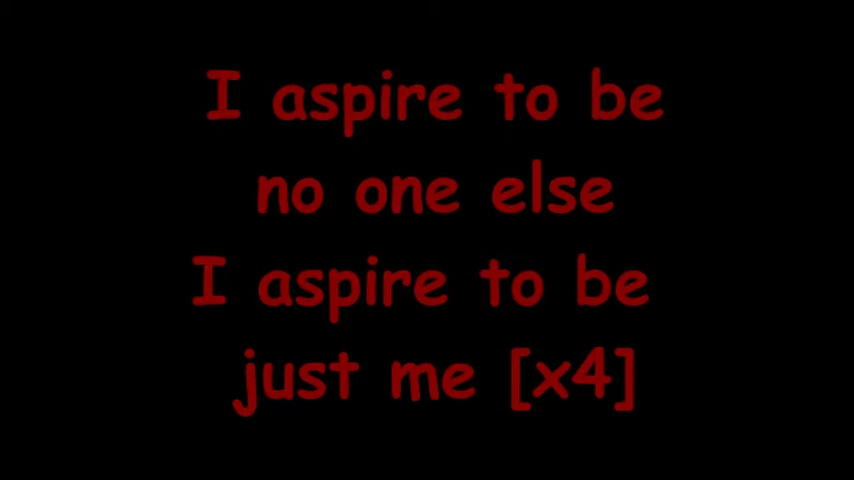 I aspire to be
no one else
I aspire to be
just me [x4]